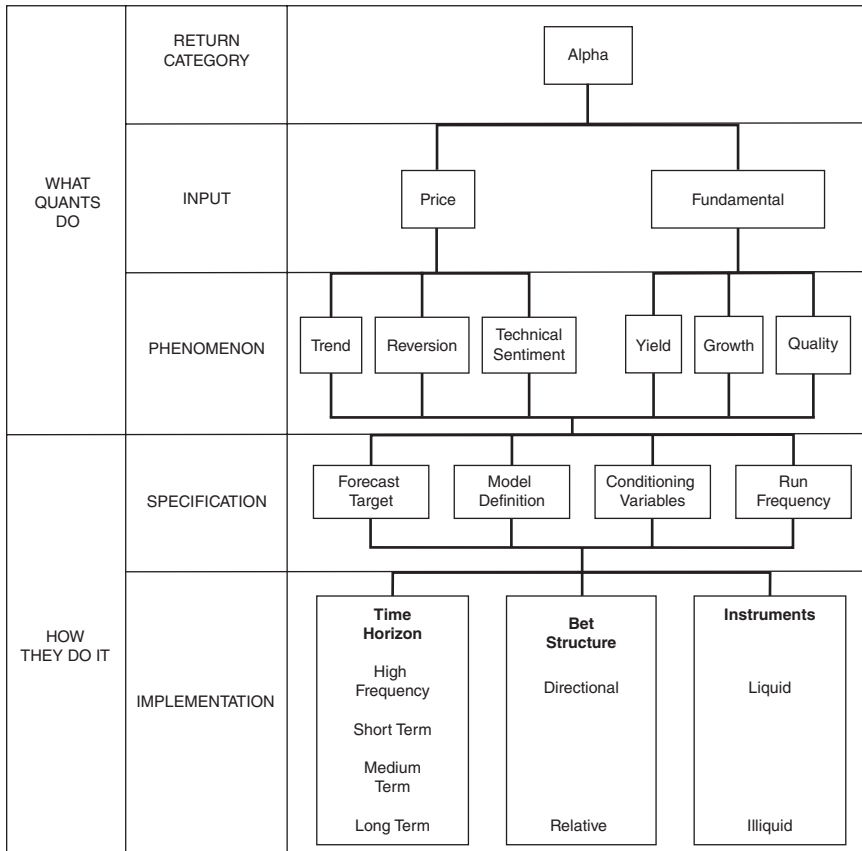 RETURN
CATEGORY
Alpha
WHAT
QUANTS
DO
INPUT
Price
Fundamental
PHENOMENON
Trend
Reversion
Technical
Sentiment
Yield
Growth
Quality
SPECIFICATION
Forecast
Target
Model
Definition
Conditioning
Variables
Run
Frequency
HOW
THEY DO IT
IMPLEMENTATION
Time
Horizon
High
Frequency
Short Term
Medium
Term
Long Term
Bet
Structure
Directional
Relative
Instruments
Liquid
Illiquid